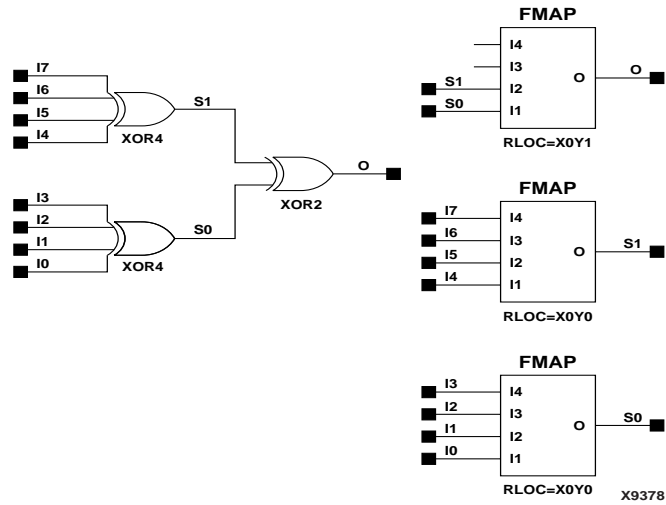 I7
I6
I5
I4
XOR4
S1
I3
I2
I1
I0
XOR4
S0
XOR2
O
FMAP
I4
I3
S1 I2
S0 I1
O O
RLOC=X0Y1
FMAP
I7 I4
I6 I3
I5 I2
I4 I1
O S1
RLOC=X0Y0
FMAP
I3 I4
I2 I3
I1 I2
I0 I1
O S0
RLOC=X0Y0
X9378